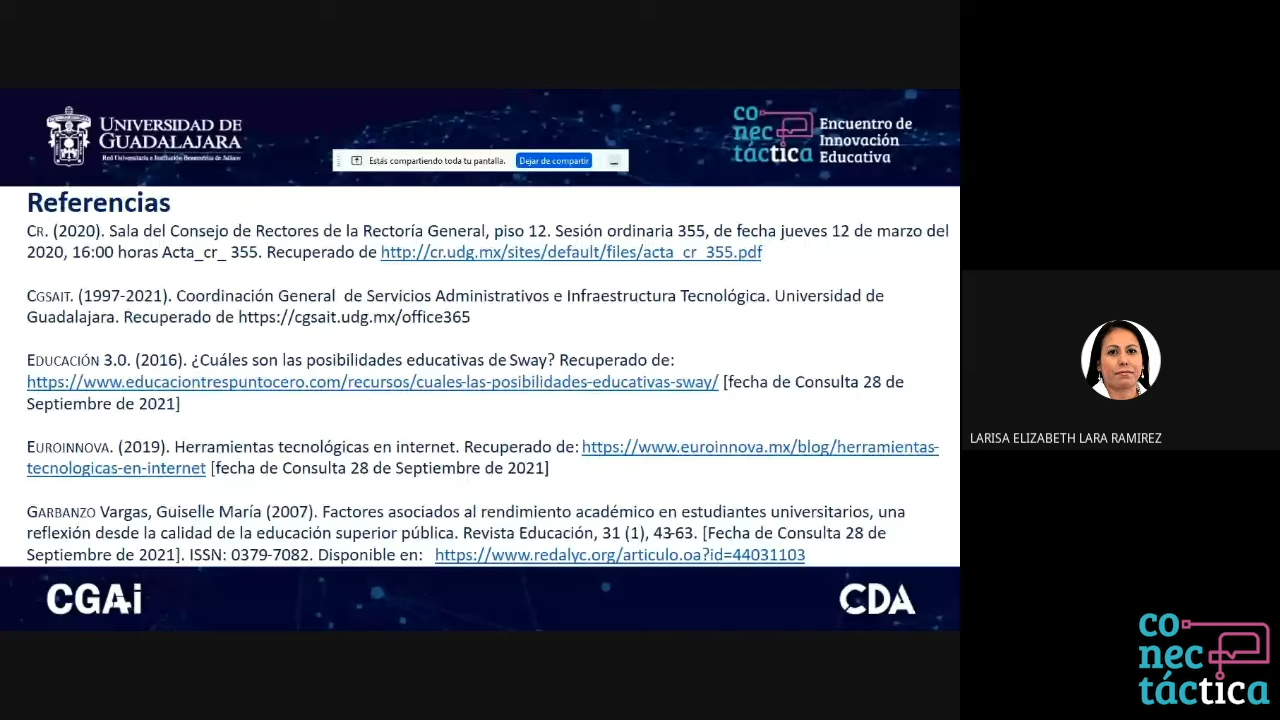 UNIVERSIDAD DE
GUADALAJARA
Red Universitaria e Institución Benemérita de Jalisco
Estás compartiendo toda tu pantalla.
Dejar de compartir
co
nec
táctica
Encuentro de
Innovación
Educativa
Referencias
CR. (2020). Sala del Consejo de Rectores de la Rectoría General, piso 12. Sesión ordinaria 355, de fecha jueves 12 de marzo del
2020, 16:00 horas Acta_cr_ 355. Recuperado de http://cr.udg.mx/sites/default/files/acta_cr_355.pdf
CGSAIT. (1997-2021). Coordinación General de Servicios Administrativos e Infraestructura Tecnológica. Universidad de
Guadalajara. Recuperado de https://cgsait.udg.mx/office365
EDUCACIÓN 3.0. (2016). ¿Cuáles son las posibilidades educativas de Sway? Recuperado de:
https://www.educaciontrespuntocero.com/recursos/cuales-las-posibilidades-educativas-sway/ [fecha de Consulta 28 de
Septiembre de 2021]
EUROINNOVA. (2019). Herramientas tecnológicas en internet. Recuperado de: https://www.euroinnova.mx/blog/herramientas-
tecnologicas-en-internet [fecha de Consulta 28 de Septiembre de 2021]
GARBANZO Vargas, Guiselle María (2007). Factores asociados al rendimiento académico en estudiantes universitarios, una
reflexión desde la calidad de la educación superior pública. Revista Educación, 31 (1), 43-63. [Fecha de Consulta 28 de
Septiembre de 2021]. ISSN: 0379-7082. Disponible en: https://www.redalyc.org/articulo.oa?id=44031103
CGAi
CDA
LARISA ELIZABETH LARA RAMIREZ
co
nec
táctica